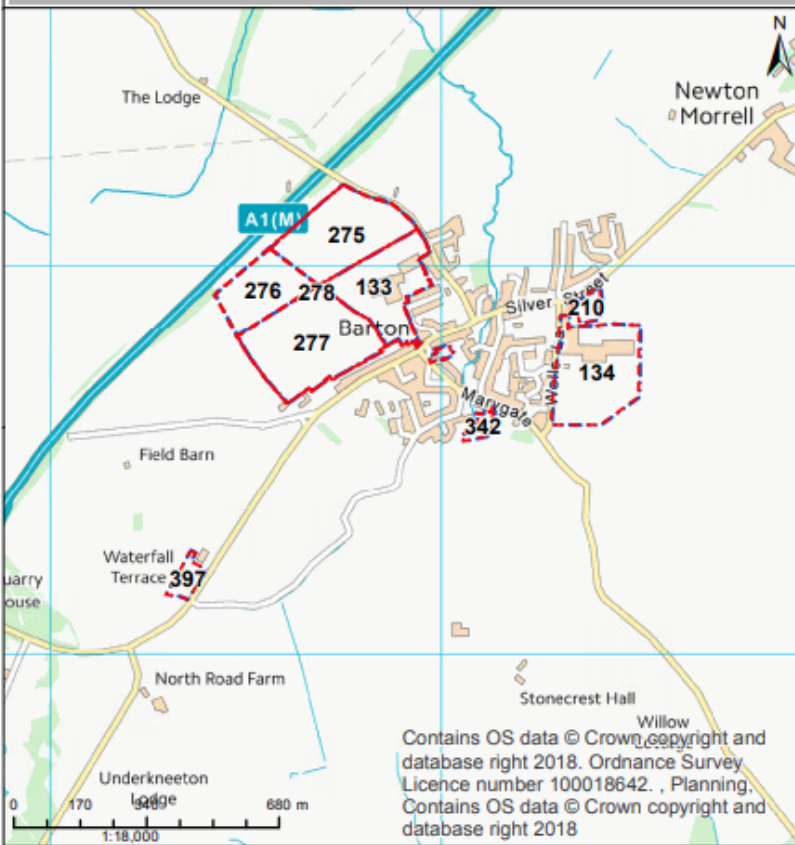 N
The Lodge
Newton
Morrell
A1(M)
275
276
278
133
Silver Street
210
Barton
277
134
Marygate
342
Field Barn
Waterfall
Terrace
397
uarry
ouse
North Road Farm
Stonecrest Hall
Willow
Underkneeton
Lodge
0 170 340 680 m
1:18,000
Contains OS data © Crown copyright and
database right 2018. Ordnance Survey
Licence number 100018642. , Planning,
Contains OS data © Crown copyright and
database right 2018